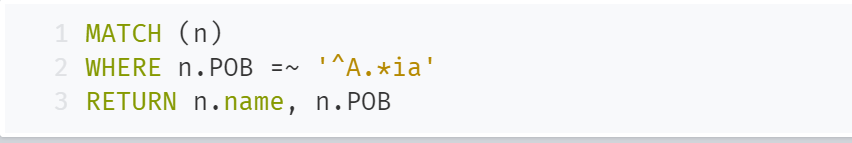 1 MATCH (n)
2 WHERE n.POB =~ '^A.*ia'
3 RETURN n.name, n.POB